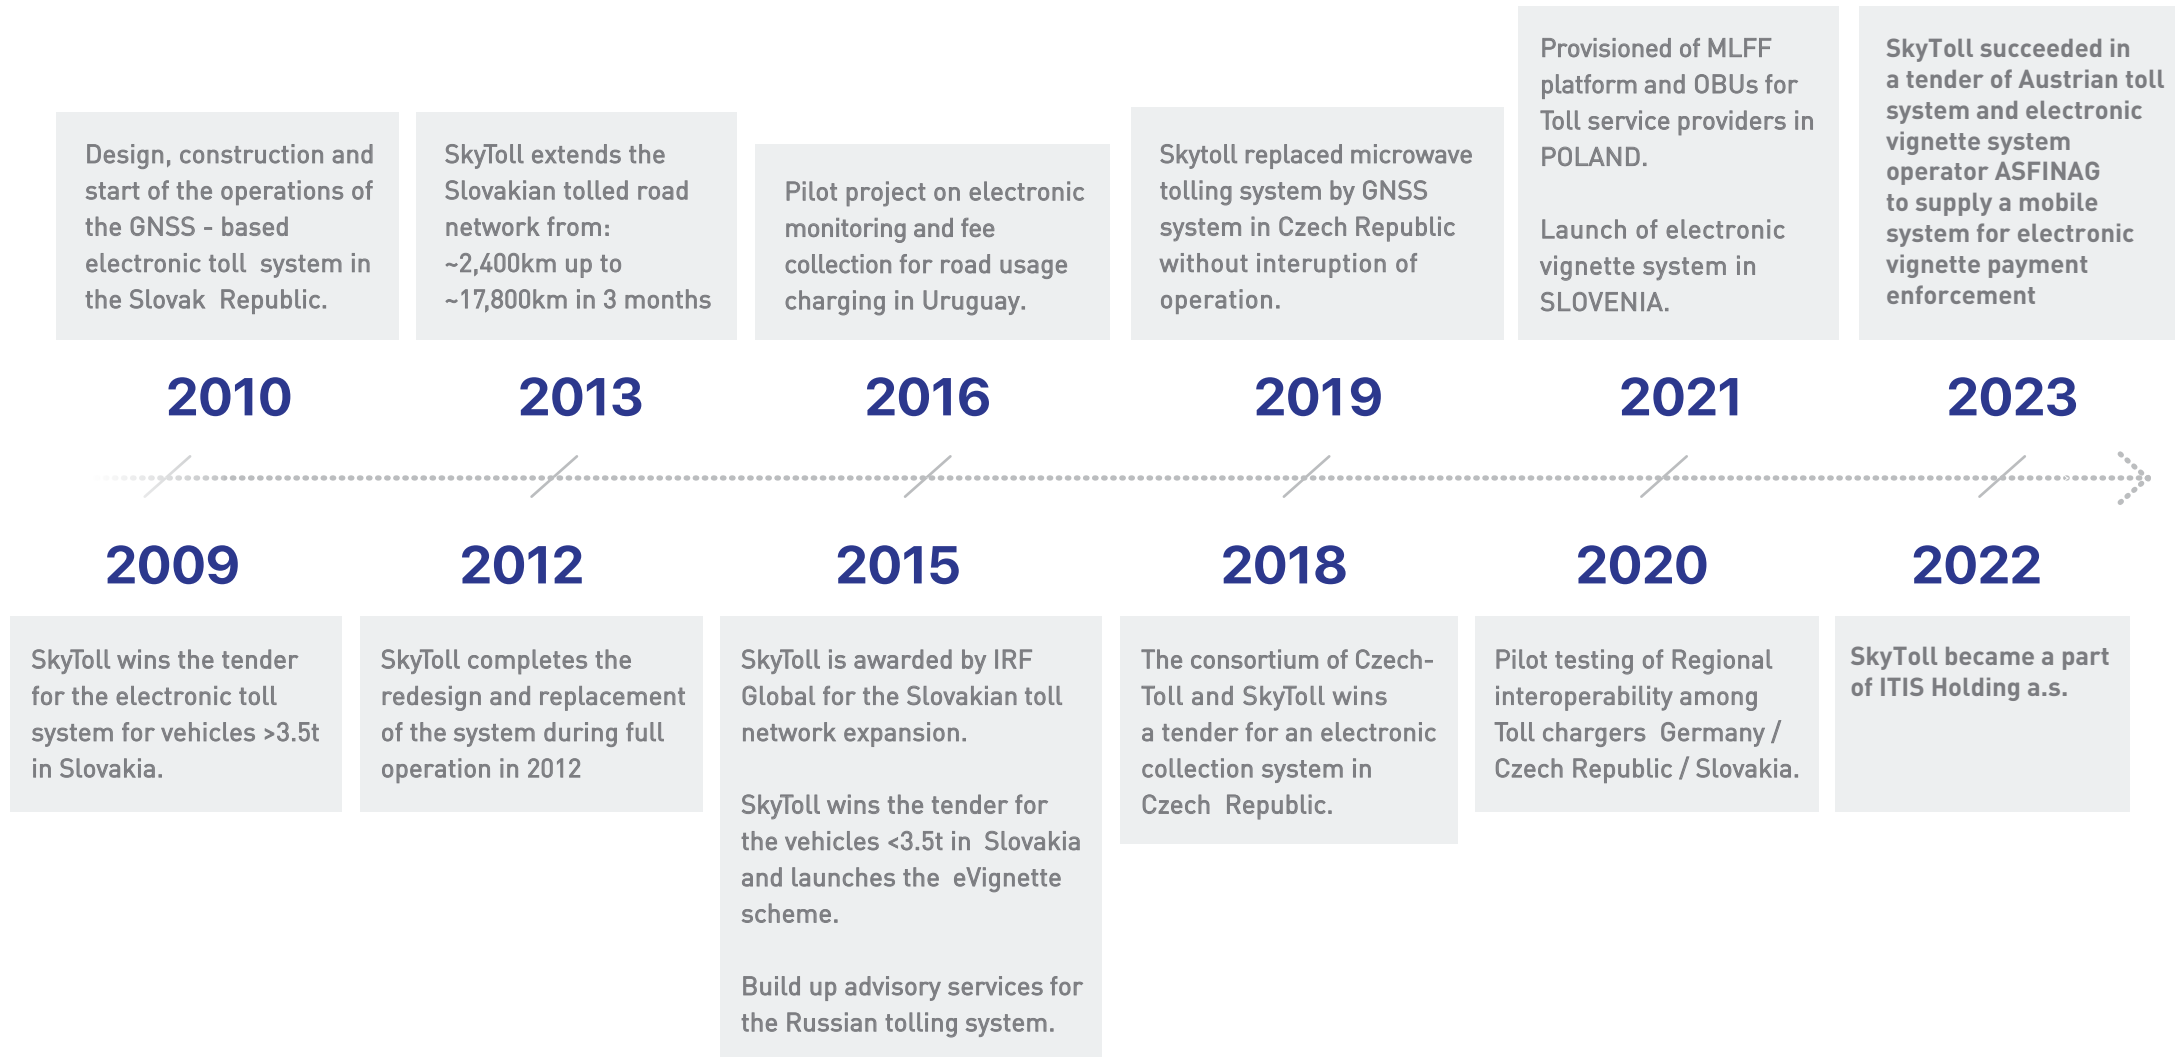 Design, construction and
start of the operations of
the GNSS - based
electronic toll  system in
the Slovak  Republic.
SkyToll extends the
Slovakian tolled road
network from:
~2,400km up to
~17,800km in 3 months
Pilot project on electronic
monitoring and fee
collection for road usage
charging in Uruguay.
Skytoll replaced microwave
tolling system by GNSS
system in Czech Republic
without interuption of
operation.
Provisioned of MLFF
platform and OBUs for
Toll service providers in
POLAND.
Launch of electronic
vignette system in
SLOVENIA.
SkyToll succeeded in
a tender of Austrian toll
system and electronic
vignette system
operator ASFINAG
to supply a mobile
system for electronic
vignette payment
enforcement
2010
2013
2016
2019
2021
2023
2009
2012
2015
2018
2020
2022
SkyToll wins the tender
for the electronic toll
system for vehicles >3.5t
in Slovakia.
SkyToll completes the
redesign and replacement
of the system during full
operation in 2012
SkyToll is awarded by IRF
Global for the Slovakian toll
network expansion.
SkyToll wins the tender for
the vehicles <3.5t in  Slovakia
and launches the  eVignette
scheme.
Build up advisory services for
the Russian tolling system.
The consortium of Czech-
Toll and SkyToll wins
a tender for an electronic
collection system in
Czech  Republic.
Pilot testing of Regional
interoperability among
Toll chargers  Germany /
Czech Republic / Slovakia.
SkyToll became a part
of ITIS Holding a.s.